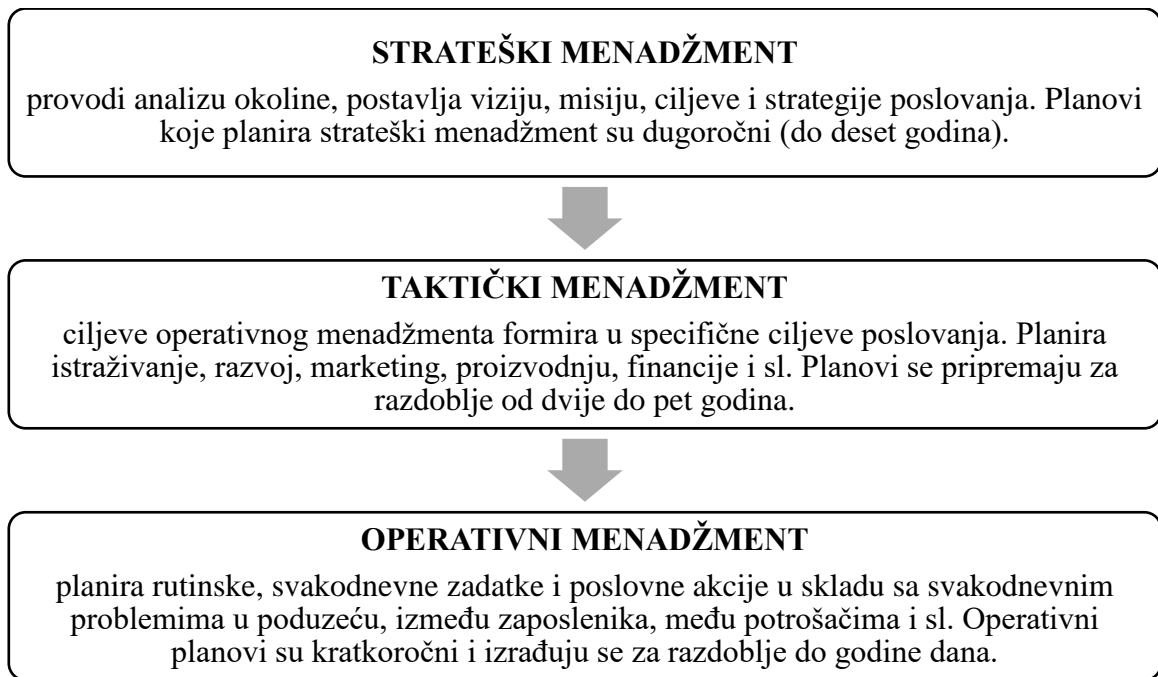 STRATEŠKI MENADŽMENT
provodi analizu okoline, postavlja viziju, misiju, ciljeve i strategije poslovanja. Planovi
koje planira strateški menadžment su dugoročni (do deset godina).
TAKTIČKI MENADŽMENT
ciljeve operativnog menadžmenta formira u specifične ciljeve poslovanja. Planira
istraživanje, razvoj, marketing, proizvodnju, financije i sl. Planovi se pripremaju za
razdoblje od dvije do pet godina.
OPERATIVNI MENADŽMENT
planira rutinske, svakodnevne zadatke i poslovne akcije u skladu sa svakodnevnim
problemima u poduzeću, između zaposlenika, među potrošačima i sl. Operativni
planovi su kratkoročni i izrađuju se za razdoblje do godine dana.